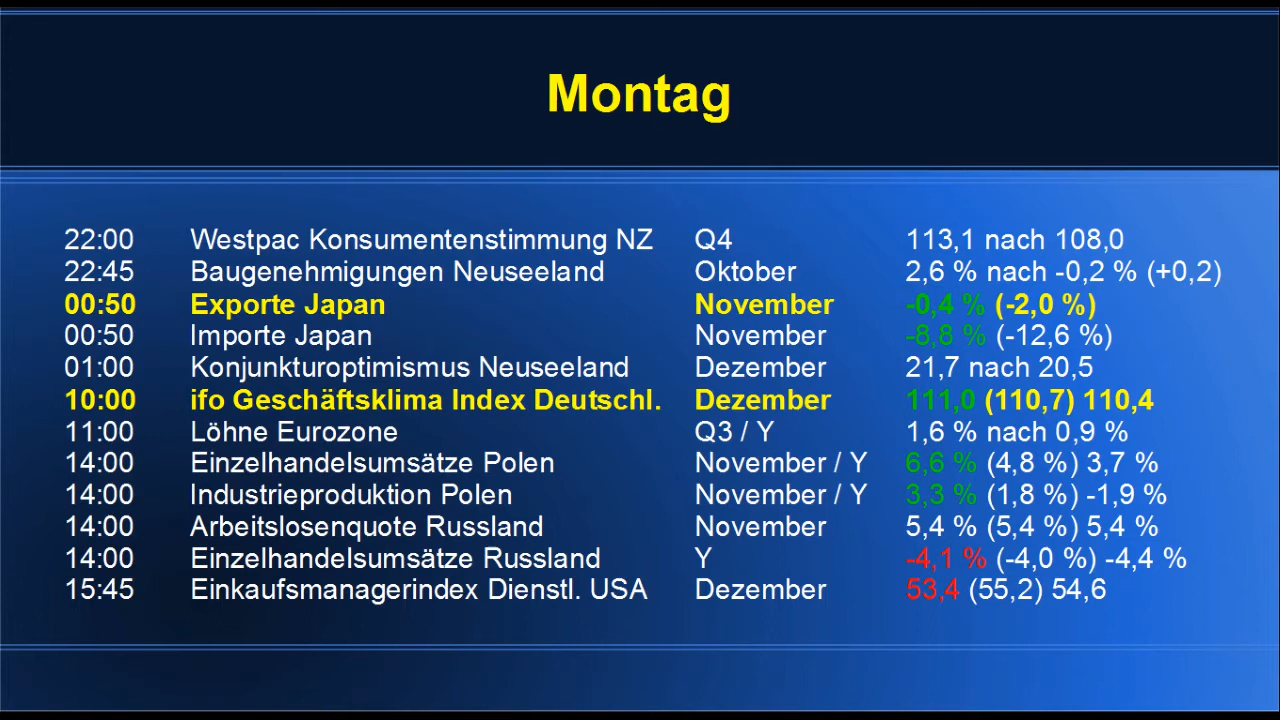 Montag
22:00 Westpac Konsumentenstimmung NZ Q4 113,1 nach 108,0
22:45 Baugenehmigungen Neuseeland Oktober 2,6 % nach -0,2 % (+0,2)
00:50 Exporte Japan November -0,4 % (-2,0 %)
00:50 Importe Japan November -8,8 % (-12,6 %)
01:00 Konjunkturoptimismus Neuseeland Dezember 21,7 nach 20,5
10:00 ifo Geschäftsklima Index Deutschl. Dezember 111,0 (110,7) 110,4
11:00 Löhne Eurozone Q3 / Y 1,6 % nach 0,9 %
14:00 Einzelhandelsumsätze Polen November / Y 6,6 % (4,8 %) 3,7 %
14:00 Industrieproduktion Polen November / Y 3,3 % (1,8 %) -1,9 %
14:00 Arbeitslosenquote Russland November 5,4 % (5,4 %) 5,4 %
14:00 Einzelhandelsumsätze Russland Y -4,1 % (-4,0 %) -4,4 %
15:45 Einkaufsmanagerindex Dienstl. USA Dezember 53,4 (55,2) 54,6